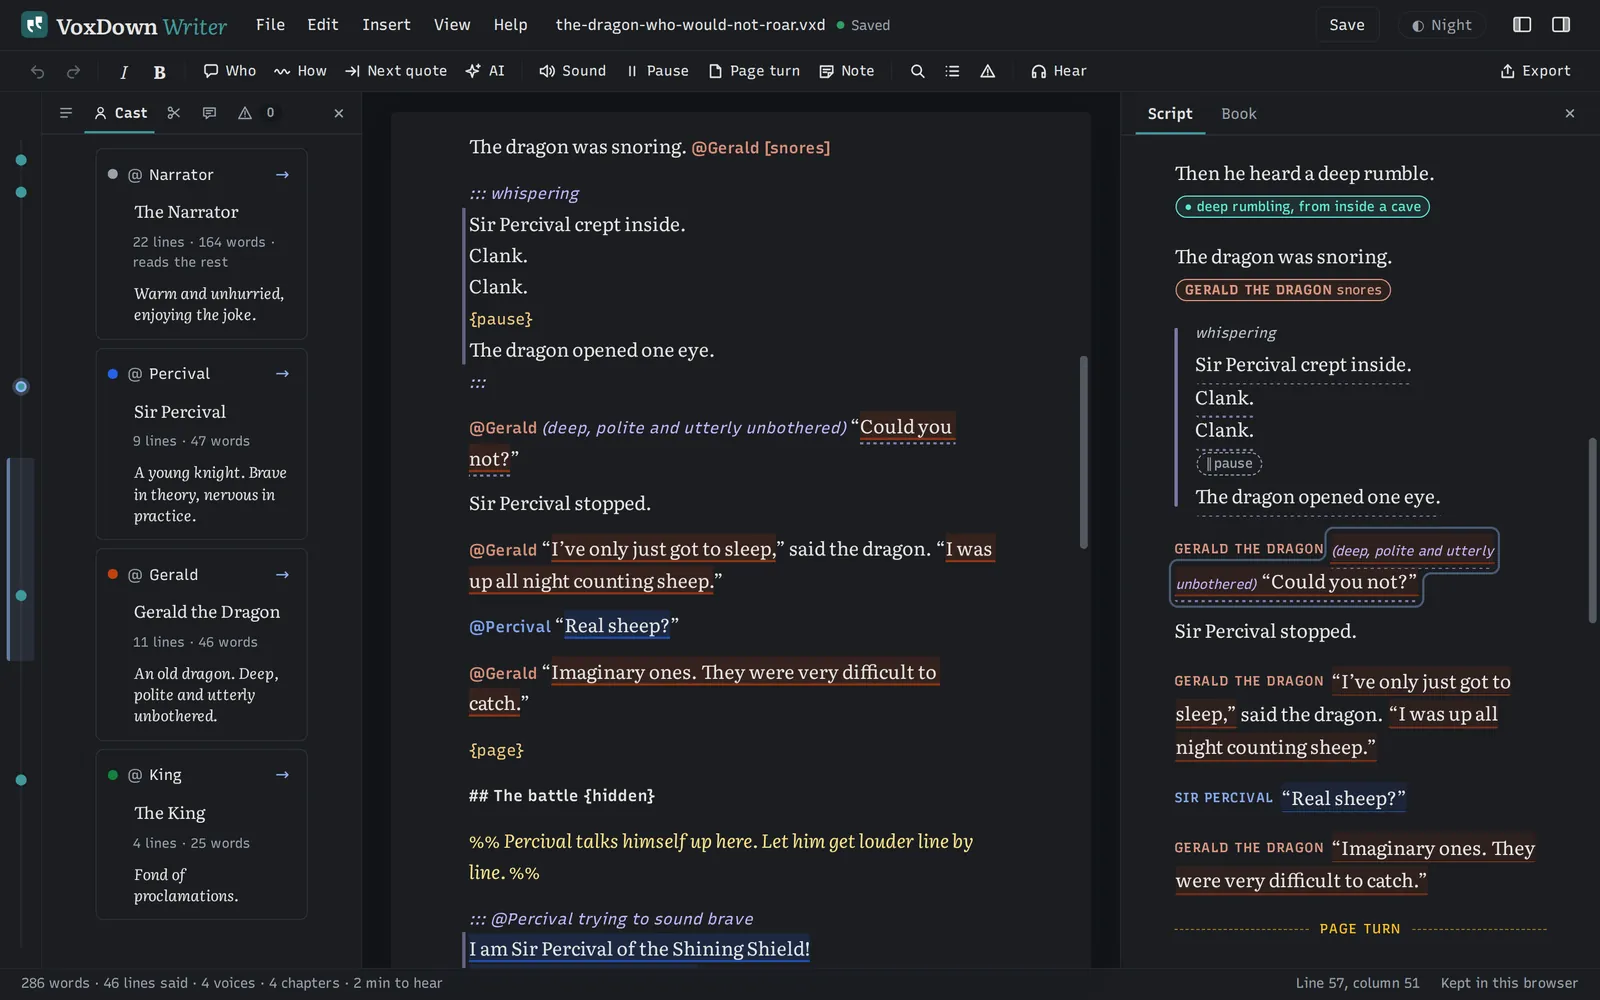 VoxDown Writer File Edit Insert View Help the-dragon-who-would-not-roar.vxd Saved Save Night
I B Who How Next quote AI Sound Pause Page turn Note Hear Export
Cast 0
@ Narrator →
The Narrator
22 lines · 164 words ·
reads the rest
Warm and unhurried,
enjoying the joke.
@ Percival →
Sir Percival
9 lines · 47 words
A young knight. Brave
in theory, nervous in
practice.
@ Gerald →
Gerald the Dragon
11 lines · 46 words
An old dragon. Deep,
polite and utterly
unbothered.
@ King →
The King
4 lines · 25 words
Fond of
proclamations.
The dragon was snoring. @Gerald [snores]
::: whispering
Sir Percival crept inside.
Clank.
Clank.
{pause}
The dragon opened one eye.
:::
@Gerald (deep, polite and utterly unbothered) “Could you
not?”
Sir Percival stopped.
@Gerald “I’ve only just got to sleep,” said the dragon. “I was
up all night counting sheep.”
@Percival “Real sheep?”
@Gerald “Imaginary ones. They were very difficult to
catch.”
{page}
## The battle {hidden}
%% Percival talks himself up here. Let him get louder line by
line. %%
::: @Percival trying to sound brave
I am Sir Percival of the Shining Shield!
Script Book
Then he heard a deep rumble.
deep rumbling, from inside a cave
The dragon was snoring.
GERALD THE DRAGON snores
whispering
Sir Percival crept inside.
Clank.
Clank.
pause
The dragon opened one eye.
GERALD THE DRAGON (deep, polite and utterly
unbothered) “Could you not?”
Sir Percival stopped.
GERALD THE DRAGON “I’ve only just got to
sleep,” said the dragon. “I was up all
night counting sheep.”
SIR PERCIVAL “Real sheep?”
GERALD THE DRAGON “Imaginary ones. They
were very difficult to catch.”
PAGE TURN
286 words · 46 lines said · 4 voices · 4 chapters · 2 min to hear
Line 57, column 51 Kept in this browser